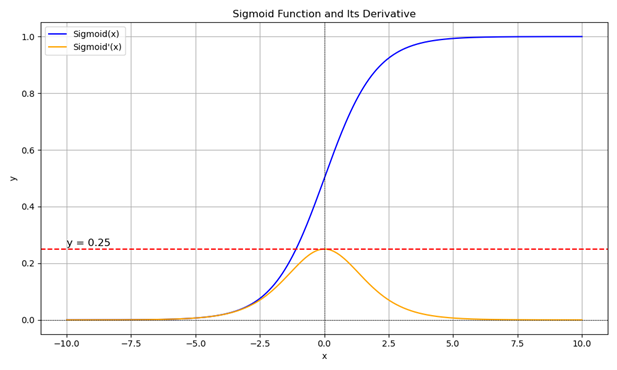 Sigmoid Function and Its Derivative
Sigmoid(x)
Sigmoid'(x)
1.0
0.8
0.6
0.4
0.2
0.0
y
y = 0.25
−10.0 −7.5 −5.0 −2.5 0.0 2.5 5.0 7.5 10.0
x